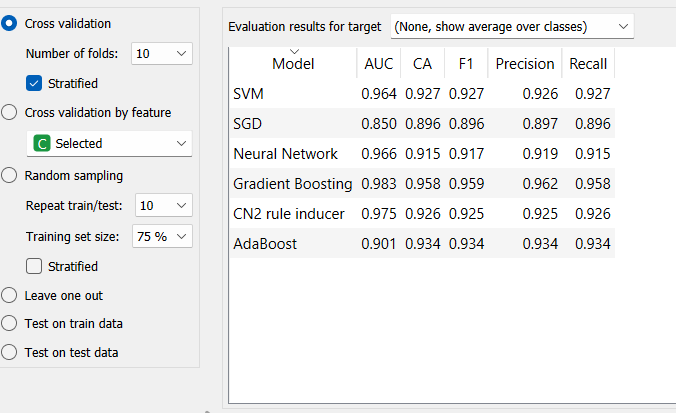 Cross validation
Number of folds: 10
Stratified
Cross validation by feature
C Selected
Random sampling
Repeat train/test: 10
Training set size: 75 %
Stratified
Leave one out
Test on train data
Test on test data
Evaluation results for target (None, show average over classes)
Model AUC CA F1 Precision Recall
SVM 0.964 0.927 0.927 0.926 0.927
SGD 0.850 0.896 0.896 0.897 0.896
Neural Network 0.966 0.915 0.917 0.919 0.915
Gradient Boosting 0.983 0.958 0.959 0.962 0.958
CN2 rule inducer 0.975 0.926 0.925 0.925 0.926
AdaBoost 0.901 0.934 0.934 0.934 0.934